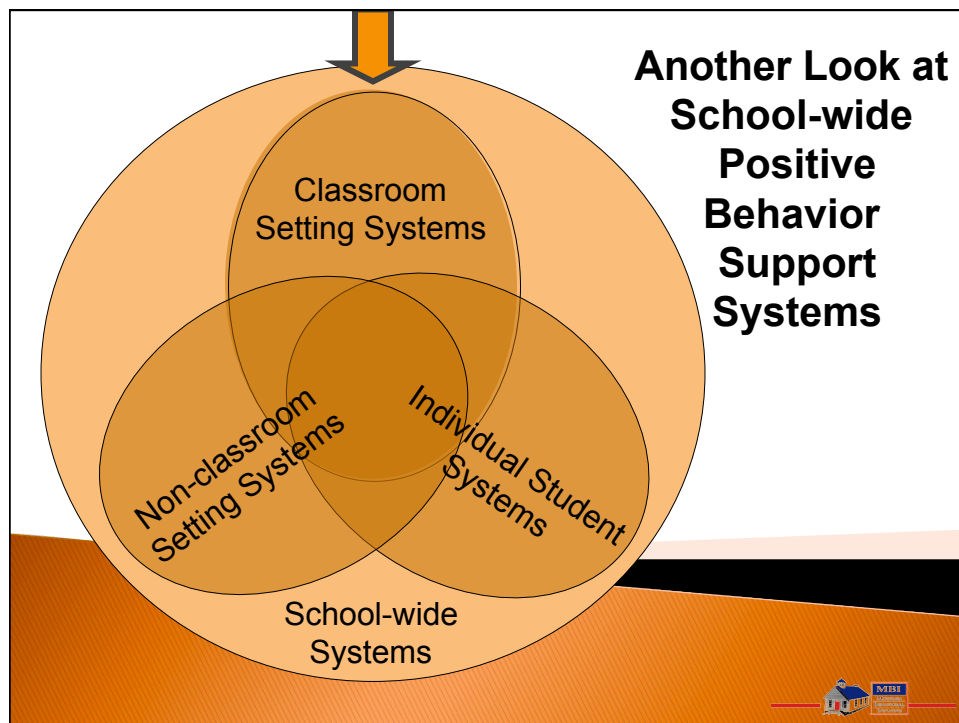 Another Look at
School-wide
Positive
Behavior
Support
Systems
Classroom
Setting Systems
Non-classroom
Setting Systems
Individual Student
Systems
School-wide
Systems
MBI